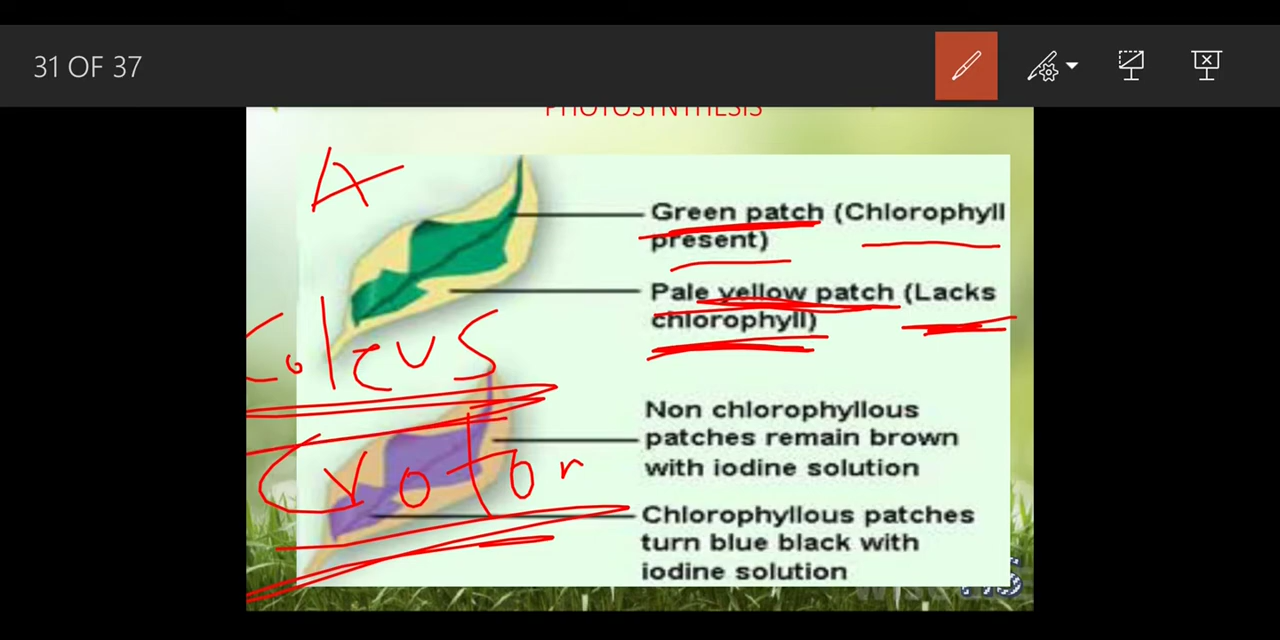 31 OF 37
PHOTOSYNTHESIS
A
Green patch (Chlorophyll
present)
Pale yellow patch (Lacks
chlorophyll)
Coleus
Non chlorophyllous
patches remain brown
with iodine solution
Croton
Chlorophyllous patches
turn blue black with
iodine solution